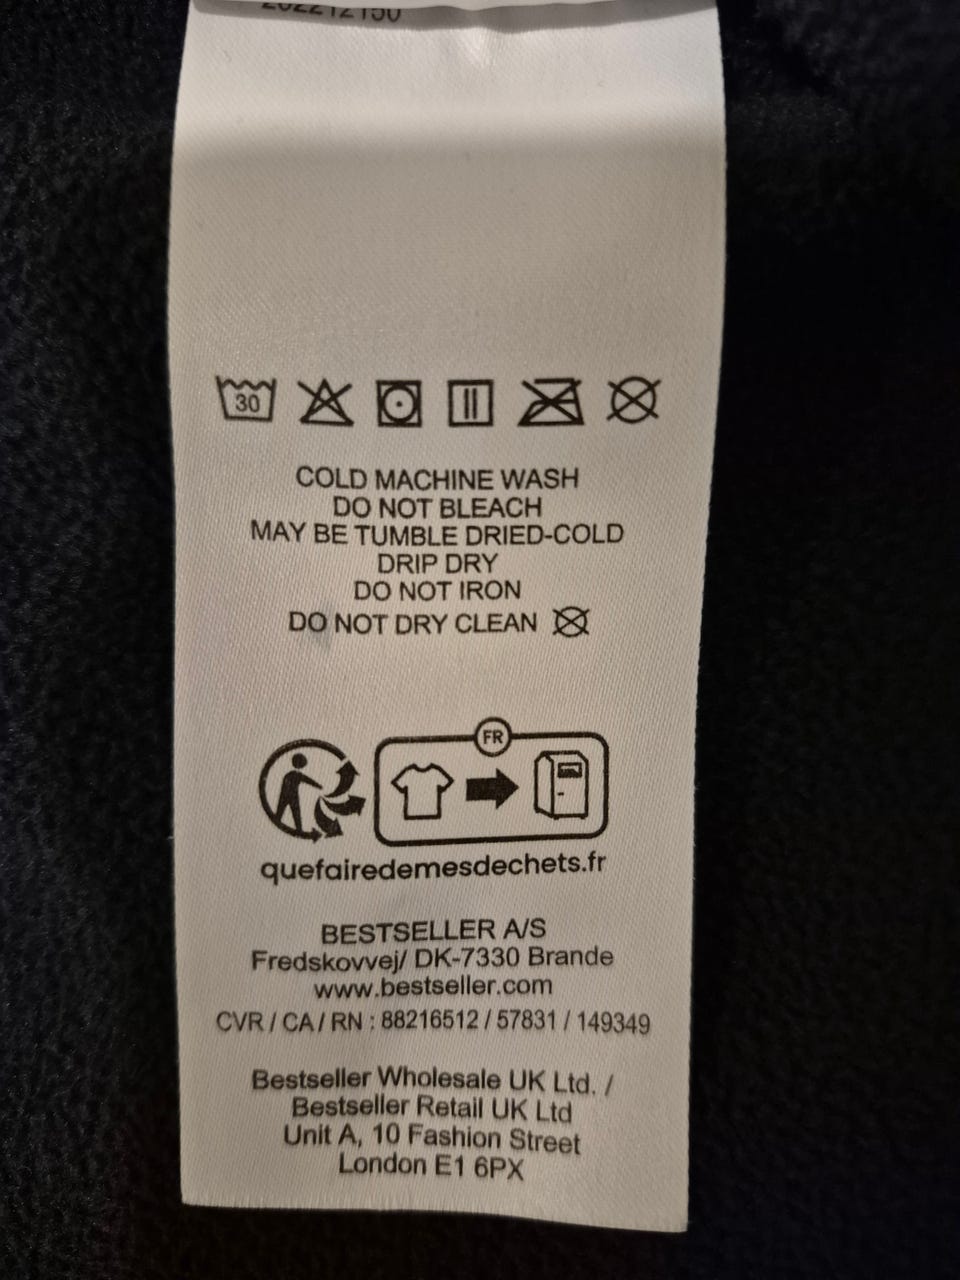 30
COLD MACHINE WASH
DO NOT BLEACH
MAY BE TUMBLE DRIED-COLD
DRIP DRY
DO NOT IRON
DO NOT DRY CLEAN
FR
quefairedemesdechets.fr
BESTSELLER A/S
Fredskovvej/ DK-7330 Brande
www.bestseller.com
CVR / CA / RN : 88216512 / 57831 / 149349
Bestseller Wholesale UK Ltd. /
Bestseller Retail UK Ltd
Unit A, 10 Fashion Street
London E1 6PX